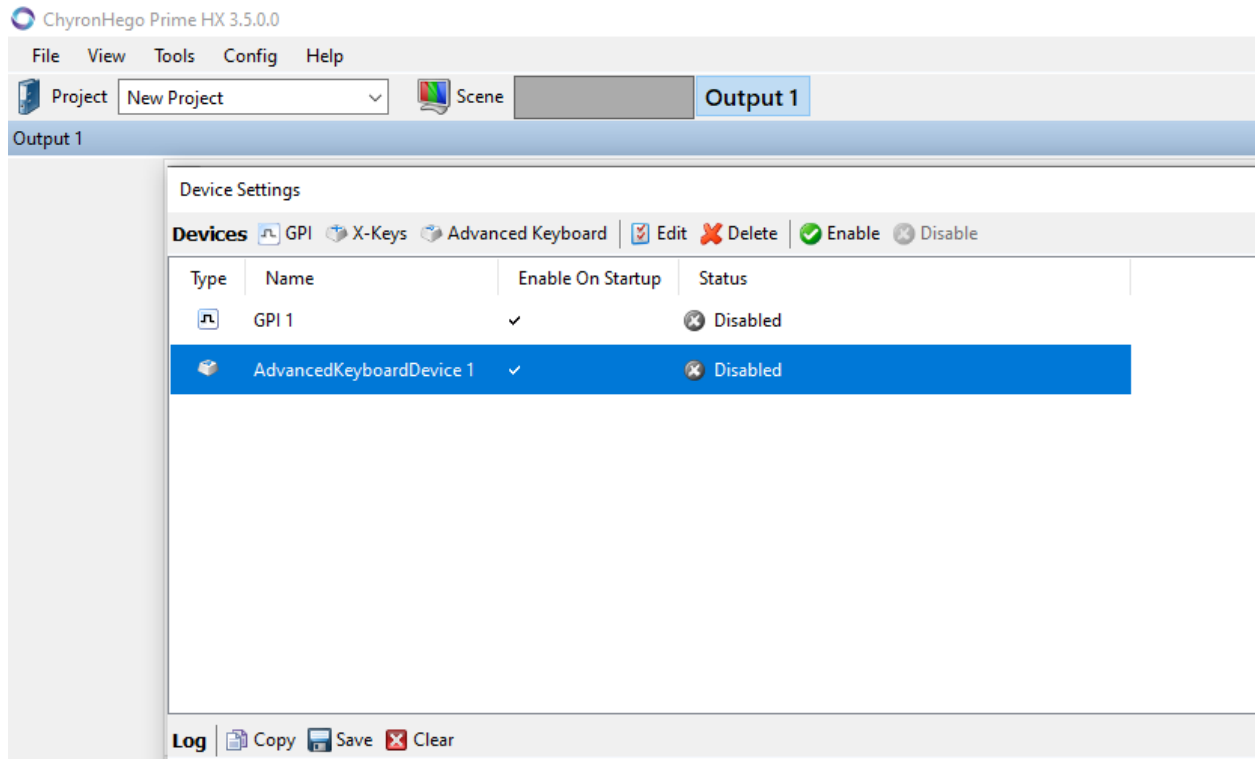 ChyronHego Prime HX 3.5.0.0
File View Tools Config Help
Project New Project Scene Output 1
Output 1
Device Settings
Devices GPI X-Keys Advanced Keyboard Edit Delete Enable Disable
Type Name Enable On Startup Status
GPI 1 Disabled
AdvancedKeyboardDevice 1 Disabled
Log Copy Save Clear